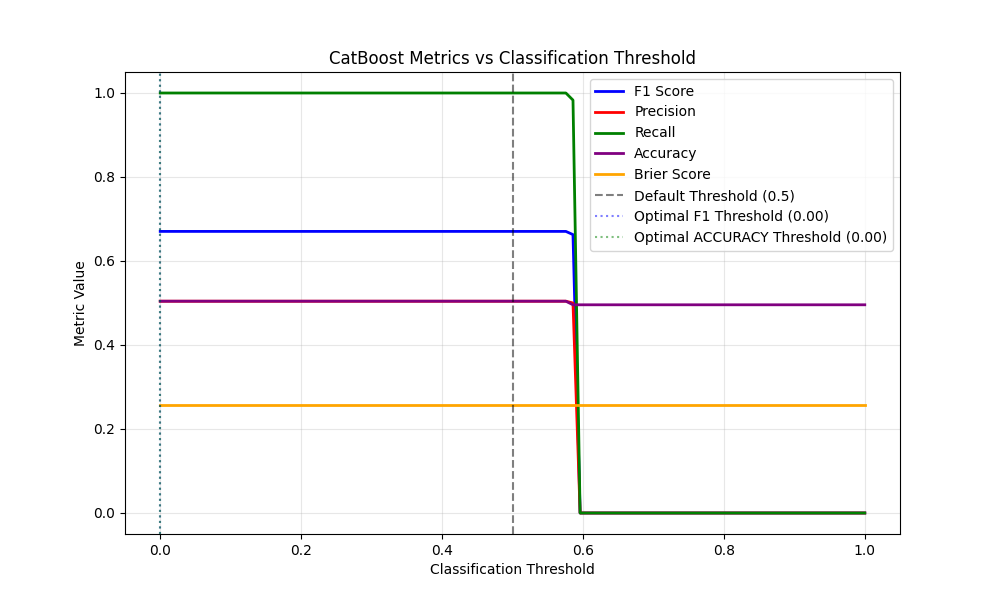 CatBoost Metrics vs Classification Threshold
Metric Value
1.0
0.8
0.6
0.4
0.2
0.0
F1 Score
Precision
Recall
Accuracy
Brier Score
Default Threshold (0.5)
Optimal F1 Threshold (0.00)
Optimal ACCURACY Threshold (0.00)
0.0 0.2 0.4 0.6 0.8 1.0
Classification Threshold